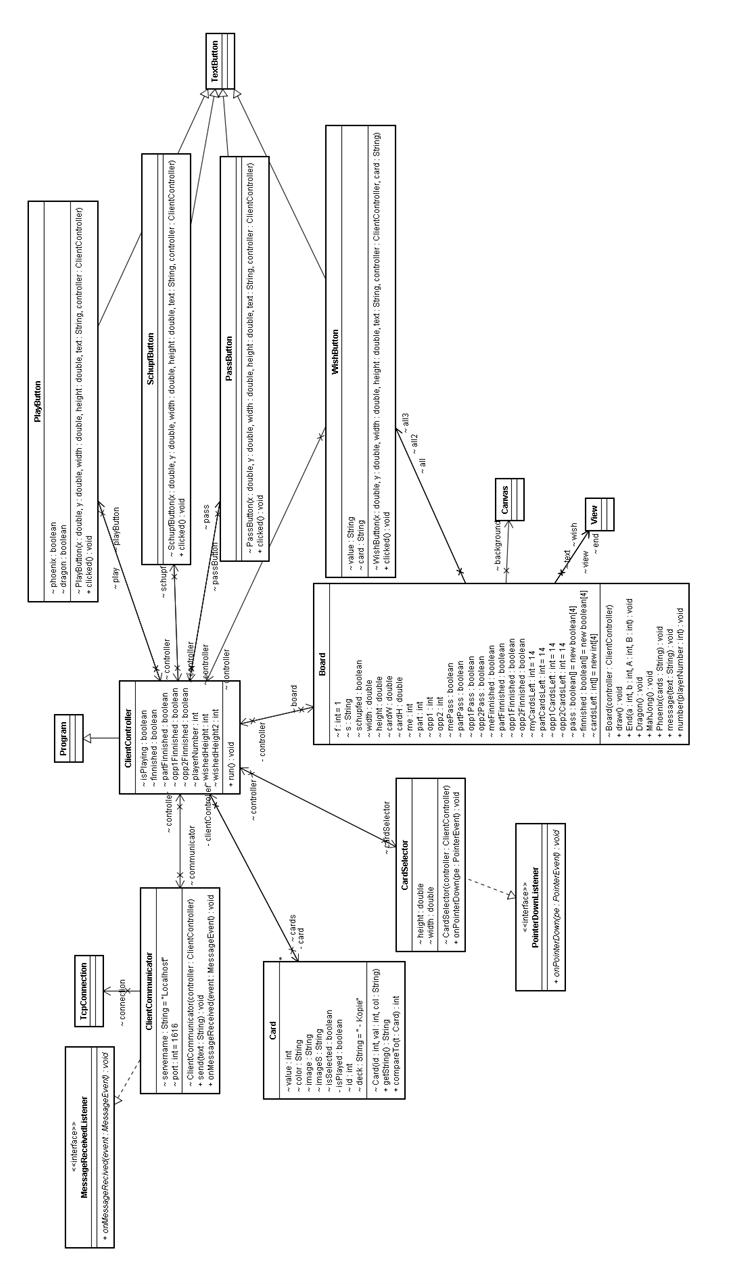 <<interface>>
MessageReceivedListener
+ onMessageRecived(event : MessageEvent) : void
TcpConnection
~ connection
ClientCommunicator
~ servername : String = "Localhost"
~ port : int = 1616
~ ClientCommunicator(controller : ClientController)
+ send(text : String) : void
+ onMessageReceived(event : MessageEvent) : void
~ communicator
~ controller
Card
~ value : int
~ color : String
~ image : String
~ imageS : String
~ isSelected : boolean
- isPlayed : boolean
~ id : int
~ deck : String = " - Kopie"
~ Card(id : int, val : int, col : String)
+ getString() : String
+ compareTo(t : Card) : int
*
~ cards
- card
- clientController
Program
ClientController
~ isPlaying : boolean
~ finnished : boolean
~ partFinnished : boolean
~ opp1Finnished : boolean
~ opp2Finnished : boolean
~ playerNumber : int
~ wishedHeight : int
~ wishedHeight2 : int
+ run() : void
<<interface>>
PointerDownListener
+ onPointerDown(pe : PointerEvent) : void
CardSelector
~ height : double
~ width : double
~ CardSelector(controller : ClientController)
+ onPointerDown(pe : PointerEvent) : void
~ cardSelector
~ controller
- controller
~ board
Board
- f : int = 1
~ s : String
~ schupfed : boolean
~ width : double
~ height : double
~ cardW : double
~ cardH : double
~ me : int
~ part : int
~ opp1 : int
~ opp2 : int
~ mePass : boolean
~ partPass : boolean
~ opp1Pass : boolean
~ opp2Pass : boolean
~ meFinnished : boolean
~ partFinnished : boolean
~ opp1Finnished : boolean
~ opp2Finnished : boolean
~ myCardsLeft : int = 14
~ partCardsLeft : int = 14
~ opp1CardsLeft : int = 14
~ opp2CardsLeft : int = 14
~ pass : boolean[] = new boolean[4]
~ finnished : boolean[] = new boolean[4]
~ cardsLeft : int[] = new int[4]
~ Board(controller : ClientController)
+ draw() : void
+ End(a : int, b : int, A : int, B : int) : void
+ Dragon() : void
+ MahJong() : void
+ Phoenix(cards : String) : void
+ message(text : String) : void
+ number(playerNumber : int) : void
~ controller
~ controller
~ controller
~ controller
~ play
~ playButton
~ schupf
~ passButton
~ pass
PlayButton
~ phoenix : boolean
~ dragon : boolean
~ PlayButton(x : double, y : double, width : double, height : double, text : String, controller : ClientController)
+ clicked() : void
SchupfButton
~ SchupfButton(x : double, y : double, width : double, height : double, text : String, controller : ClientController)
+ clicked() : void
PassButton
~ PassButton(x : double, y : double, width : double, height : double, text : String, controller : ClientController)
+ clicked() : void
WishButton
~ value : String
~ card : String
~ WishButton(x : double, y : double, width : double, height : double, text : String, controller : ClientController, card : String)
+ clicked() : void
~ all3
~ all2
~ all
~ background
Canvas
~ text
~ wish
~ view
~ end
View
TextButton